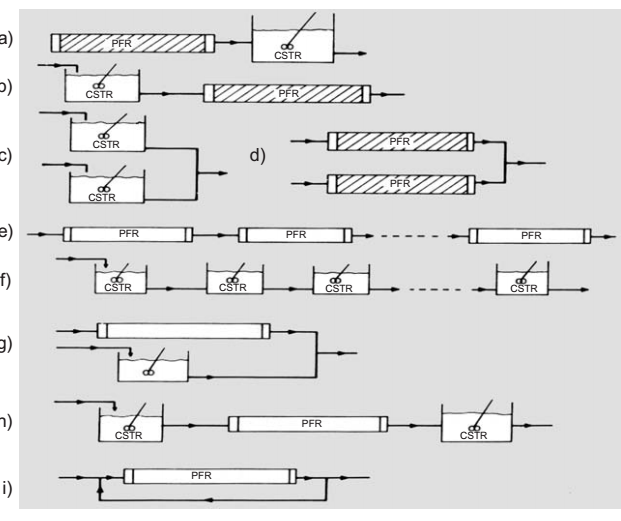 a) PFR CSTR
b) CSTR PFR
CSTR
c) d) PFR
CSTR PFR
e) PFR PFR PFR
f) CSTR CSTR CSTR CSTR
g)
h) CSTR PFR CSTR
i) PFR